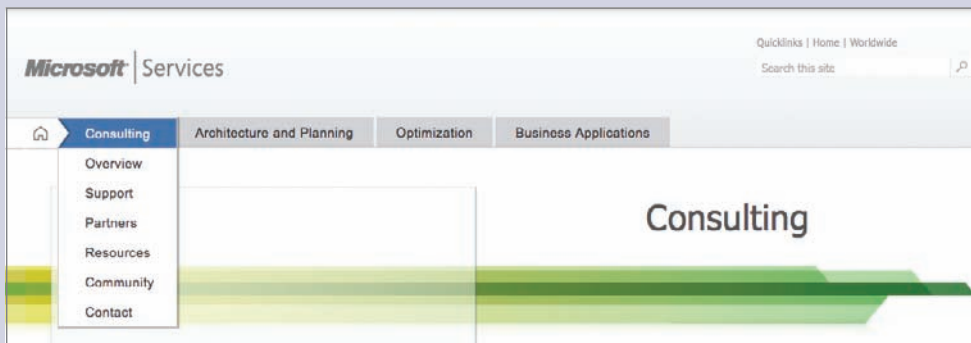 Quicklinks | Home | Worldwide
Microsoft Services
Search this site
Consulting Architecture and Planning Optimization Business Applications
Overview
Support
Partners
Resources
Community
Contact
Consulting